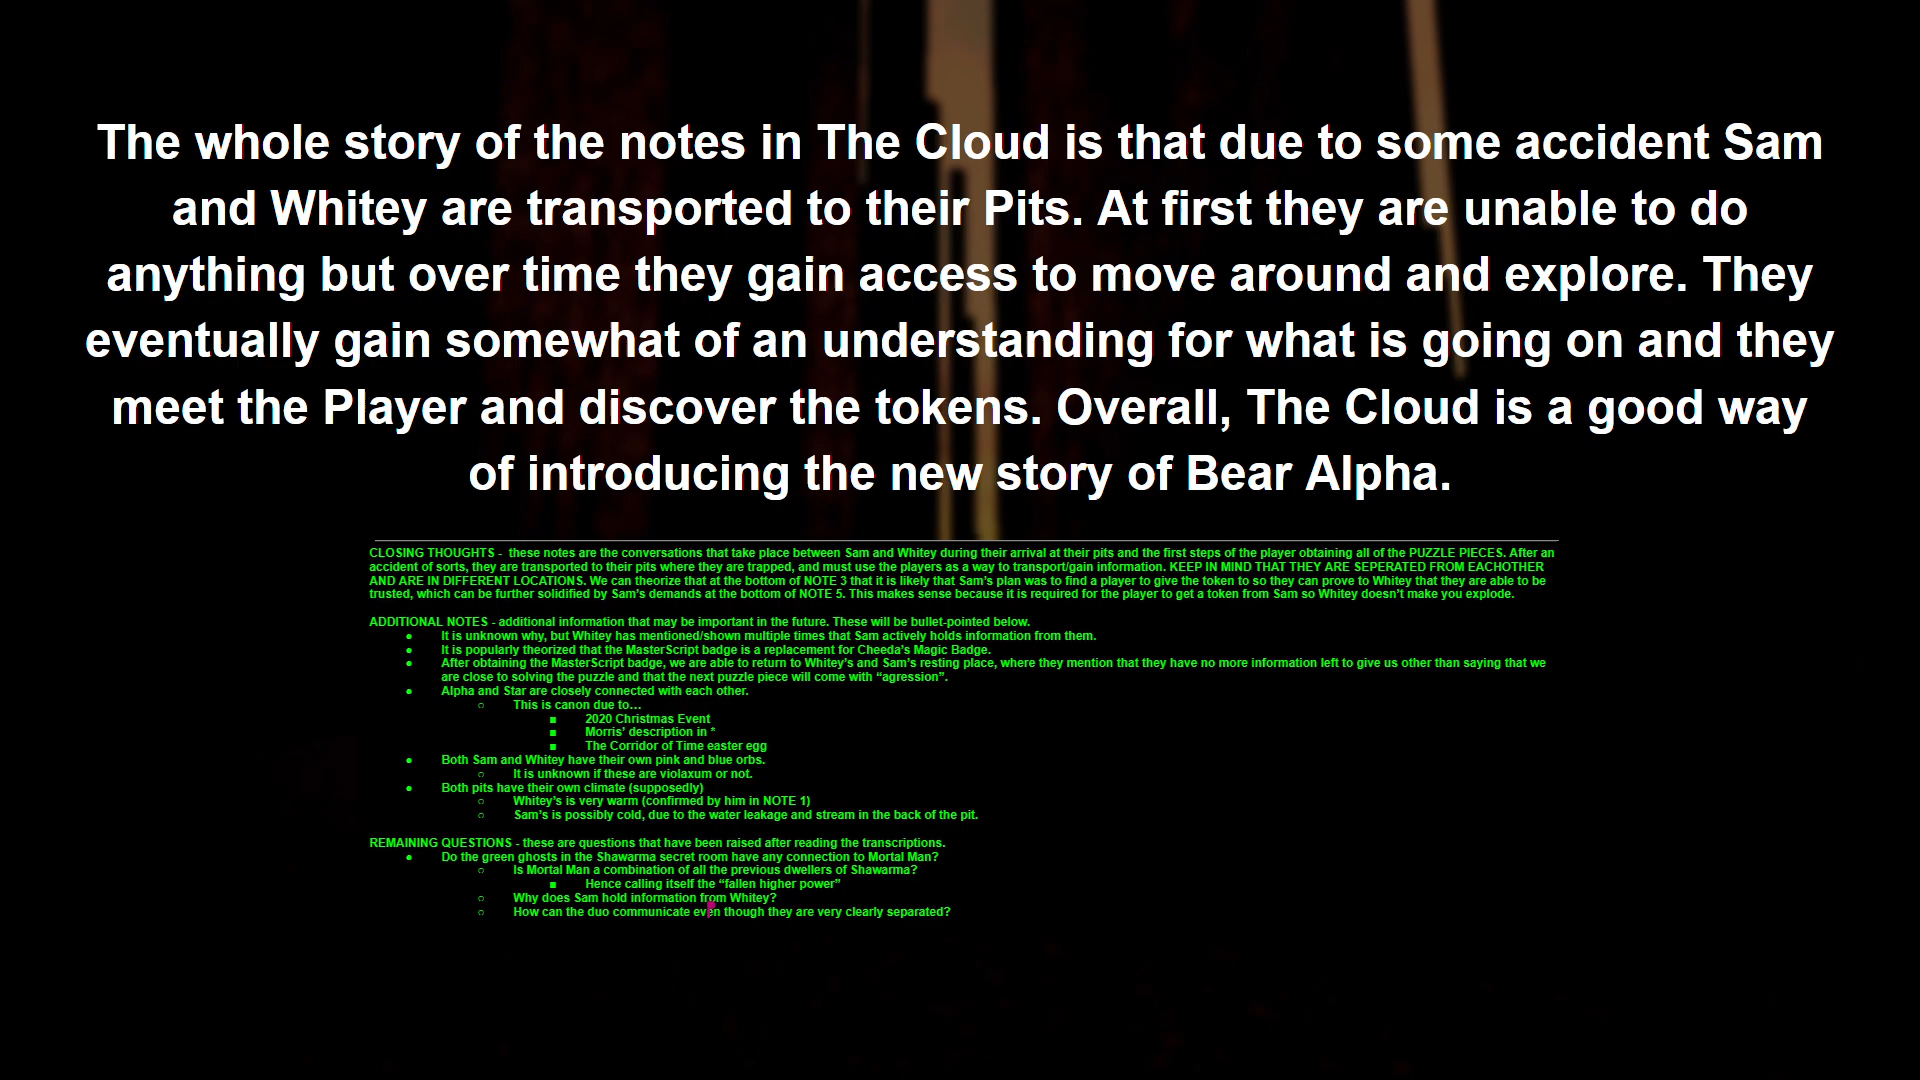 The whole story of the notes in The Cloud is that due to some accident Sam
and Whitey are transported to their Pits. At first they are unable to do
anything but over time they gain access to move around and explore. They
eventually gain somewhat of an understanding for what is going on and they
meet the Player and discover the tokens. Overall, The Cloud is a good way
of introducing the new story of Bear Alpha.
CLOSING THOUGHTS - these notes are the conversations that take place between Sam and Whitey during their arrival at their pits and the first steps of the player obtaining all of the PUZZLE PIECES. After an
accident of sorts, they are transported to their pits where they are trapped, and must use the players as a way to transport/gain information. KEEP IN MIND THAT THEY ARE SEPERATED FROM EACHOTHER
AND ARE IN DIFFERENT LOCATIONS. We can theorize that at the bottom of NOTE 3 that it is likely that Sam's plan was to find a player to give the token to so they can prove to Whitey that they are able to be
trusted, which can be further solidified by Sam's demands at the bottom of NOTE 5. This makes sense because it is required for the player to get a token from Sam so Whitey doesn't make you explode.
ADDITIONAL NOTES - additional information that may be important in the future. These will be bullet-pointed below.
● It is unknown why, but Whitey has mentioned/shown multiple times that Sam actively holds information from them.
● It is popularly theorized that the MasterScript badge is a replacement for Cheeda's Magic Badge.
● After obtaining the MasterScript badge, we are able to return to Whitey's and Sam's resting place, where they mention that they have no more information left to give us other than saying that we
are close to solving the puzzle and that the next puzzle piece will come with “agression”.
● Alpha and Star are closely connected with each other.
○ This is canon due to…
■ 2020 Christmas Event
■ Morris' description in *
■ The Corridor of Time easter egg
● Both Sam and Whitey have their own pink and blue orbs.
○ It is unknown if these are violaxum or not.
● Both pits have their own climate (supposedly)
○ Whitey's is very warm (confirmed by him in NOTE 1)
○ Sam's is possibly cold, due to the water leakage and stream in the back of the pit.
REMAINING QUESTIONS - these are questions that have been raised after reading the transcriptions.
● Do the green ghosts in the Shawarma secret room have any connection to Mortal Man?
○ Is Mortal Man a combination of all the previous dwellers of Shawarma?
■ Hence calling itself the “fallen higher power”
○ Why does Sam hold information from Whitey?
○ How can the duo communicate even though they are very clearly separated?